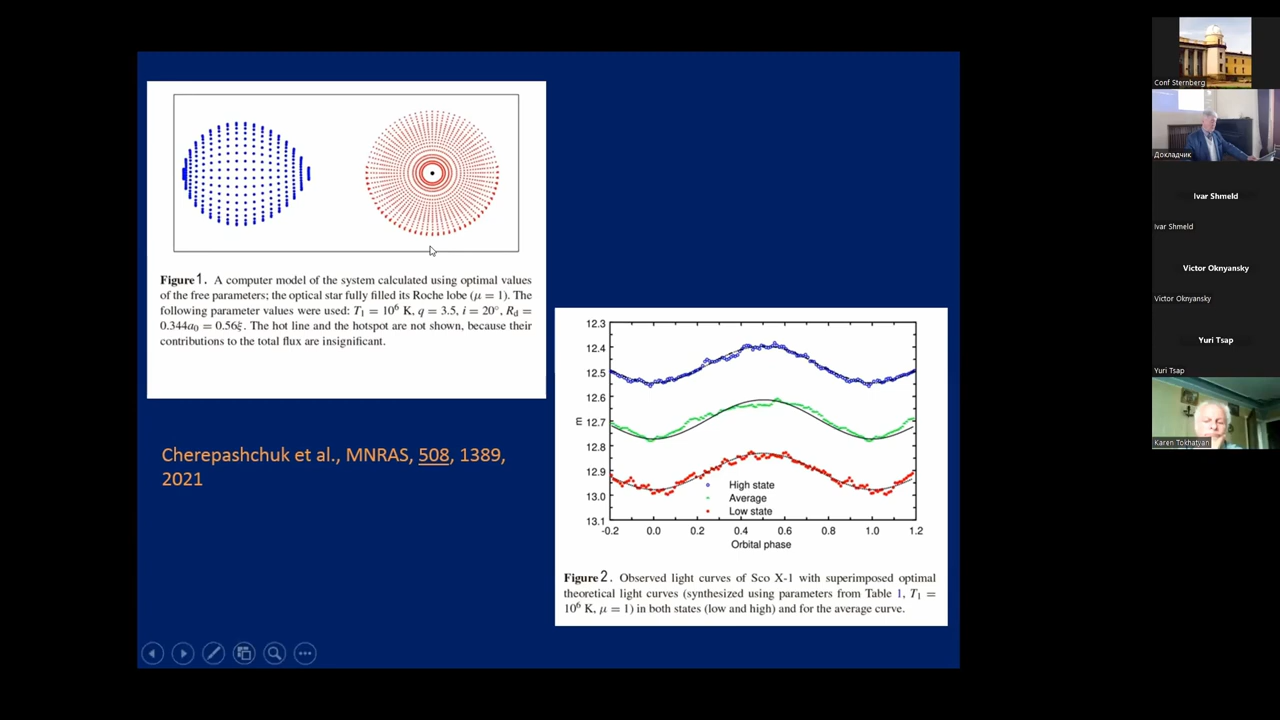 Figure 1. A computer model of the system calculated using optimal values
of the free parameters; the optical star fully filled its Roche lobe (μ = 1). The
following parameter values were used: T₁ = 10⁶ K, q = 3.5, i = 20°, R_d =
0.344a₀ = 0.56ξ. The hot line and the hotspot are not shown, because their
contributions to the total flux are insignificant.
Cherepashchuk et al., MNRAS, 508, 1389,
2021
12.3
12.4
12.5
12.6
12.7
12.8
12.9
13.0
13.1
m
High state
Average
Low state
-0.2 0.0 0.2 0.4 0.6 0.8 1.0 1.2
Orbital phase
Figure 2. Observed light curves of Sco X-1 with superimposed optimal
theoretical light curves (synthesized using parameters from Table 1, T₁ =
10⁶ K, μ = 1) in both states (low and high) and for the average curve.
Conf Sternberg
Докладчик
Ivar Shmeld
Ivar Shmeld
Victor Oknyansky
Victor Oknyansky
Yuri Tsap
Yuri Tsap
Karen Tokhatyan